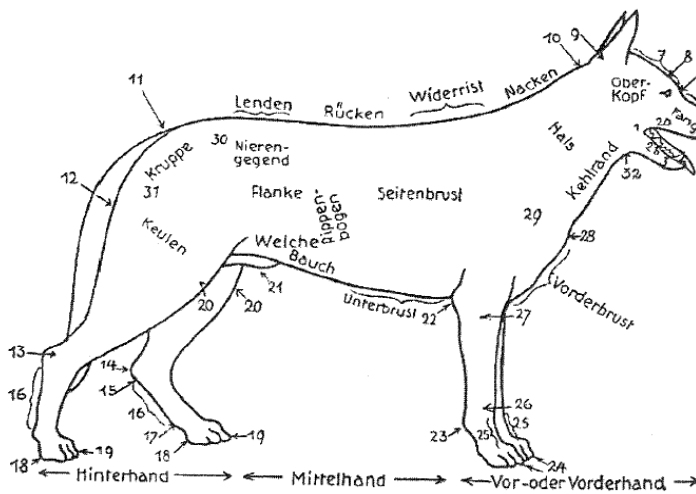 10 9 7 8
11 Lenden Rücken Widerrist Nacken Ober-
Kopf Fang
30 Nieren-
gegend Hals 1 20
Kruppe
12 31 Flanke Rippen-
bogen Seitenbrust Kehlrand 32
29
Keulen Welche 28
Bauch
20 20 21 Unterbrust 22 Vorderbrust
27
13 14
15
16 16 26
25 25
17 23
18 19 18 19 24
Hinterhand Mittelhand Vor-oder Vorderhand